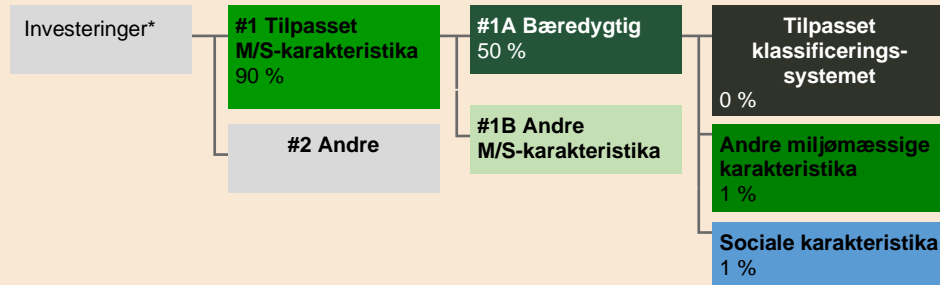 Investeringer*
#1 Tilpasset
M/S-karakteristika
90 %
#2 Andre
#1A Bæredygtig
50 %
#1B Andre
M/S-karakteristika
Tilpasset
klassificerings-
systemet
0 %
Andre miljømæssige
karakteristika
1 %
Sociale karakteristika
1 %